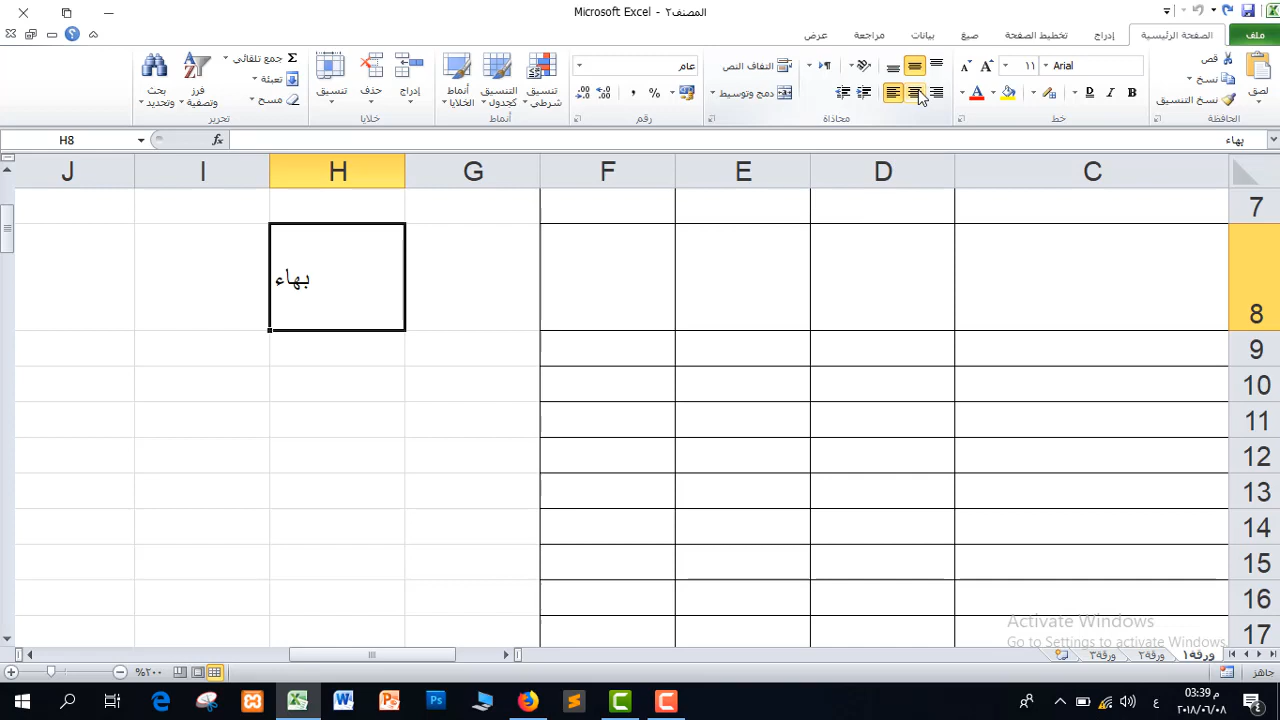 المصنف٢ - Microsoft Excel
ملف الصفحة الرئيسية إدراج تخطيط الصفحة صيغ بيانات مراجعة عرض
لصق قص Arial ١١ التفاف النص عام تنسيق شرطي التنسيق كجدول أنماط الخلايا إدراج حذف تنسيق Σ جمع تلقائي فرز وتصفية بحث وتحديد
نسخ تعبئة
تنسيق النسخ B I U A دمج وتوسيط % , مسح
الحافظة خط محاذاة رقم أنماط خلايا تحرير
بهاء fx H8
C D E F G H I J
7
بهاء
8
9
10
11
12
13
14
15
16
17
Activate Windows
Go to Settings to activate Windows.
ورقة١ ورقة٢ ورقة٣
جاهز ٢٠٠%
03:39 م
٢٠١٨/٠٦/٠٨
ع